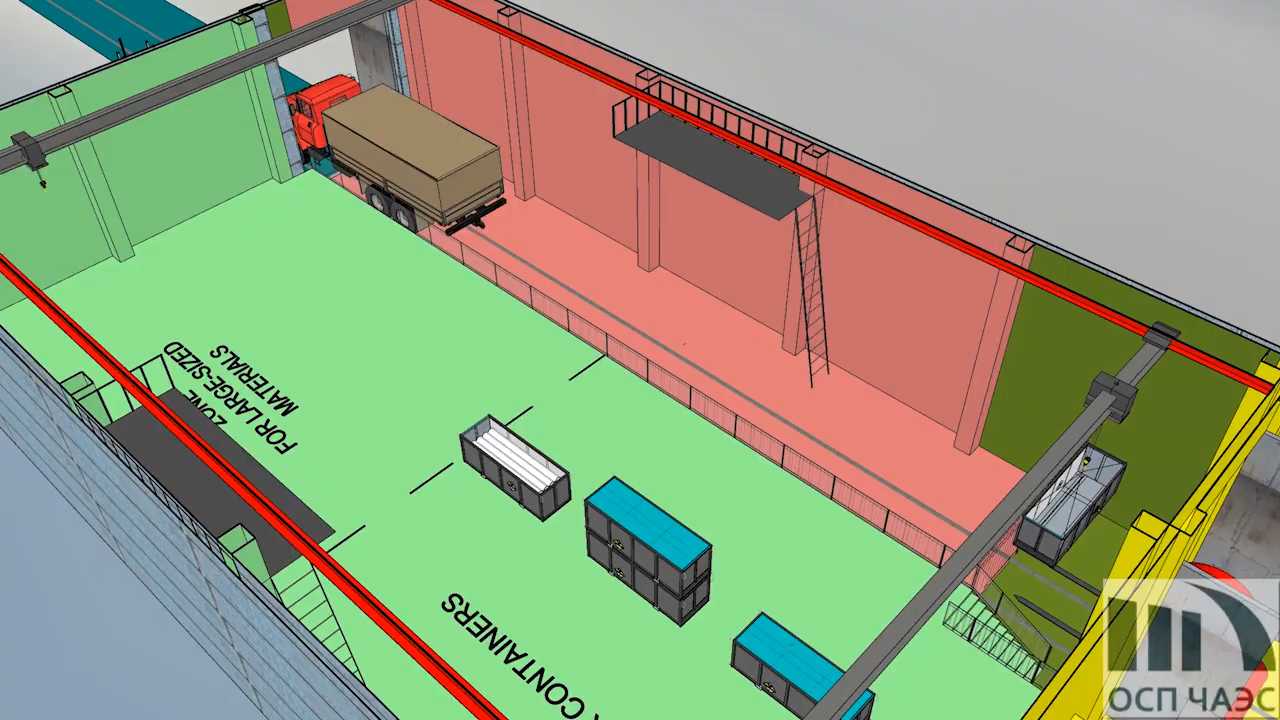 ZONE
FOR LARGE-SIZED
MATERIALS
CONTAINERS
ОСП ЧАЭС